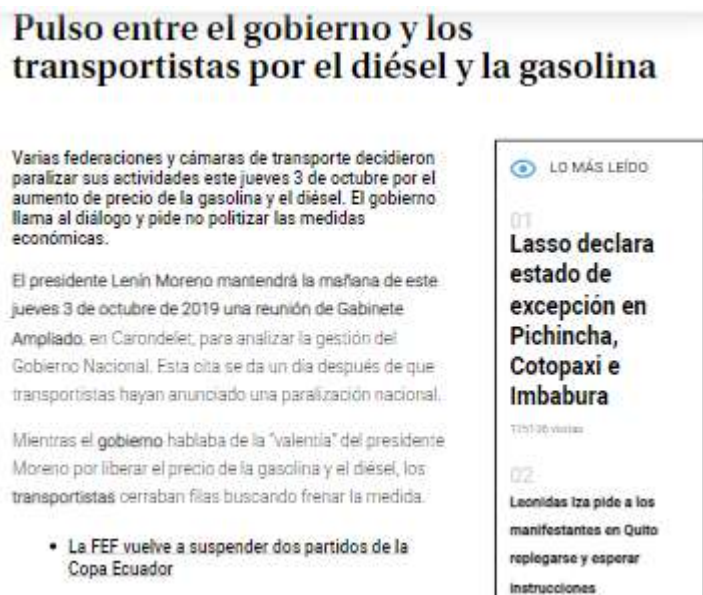 Pulso entre el gobierno y los
transportistas por el diésel y la gasolina
Varias federaciones y cámaras de transporte decidieron
paralizar sus actividades este jueves 3 de octubre por el
aumento de precio de la gasolina y el diésel. El gobierno
llama al diálogo y pide no politizar las medidas
económicas.
El presidente Lenín Moreno mantendrá la mañana de este
jueves 3 de octubre de 2019 una reunión de Gabinete
Ampliado, en Carondelet, para analizar la gestión del
Gobierno Nacional. Esta cita se da un día después de que
transportistas hayan anunciado una paralización nacional.
Mientras el gobierno hablaba de la "valentía" del presidente
Moreno por liberar el precio de la gasolina y el diésel, los
transportistas cerraban filas buscando frenar la medida.
• La FEF vuelve a suspender dos partidos de la
Copa Ecuador
LO MÁS LEÍDO
01
Lasso declara
estado de
excepción en
Pichincha,
Cotopaxi e
Imbabura
visitas
02
Leonidas Iza pide a los
manifestantes en Quito
replegarse y esperar
instrucciones